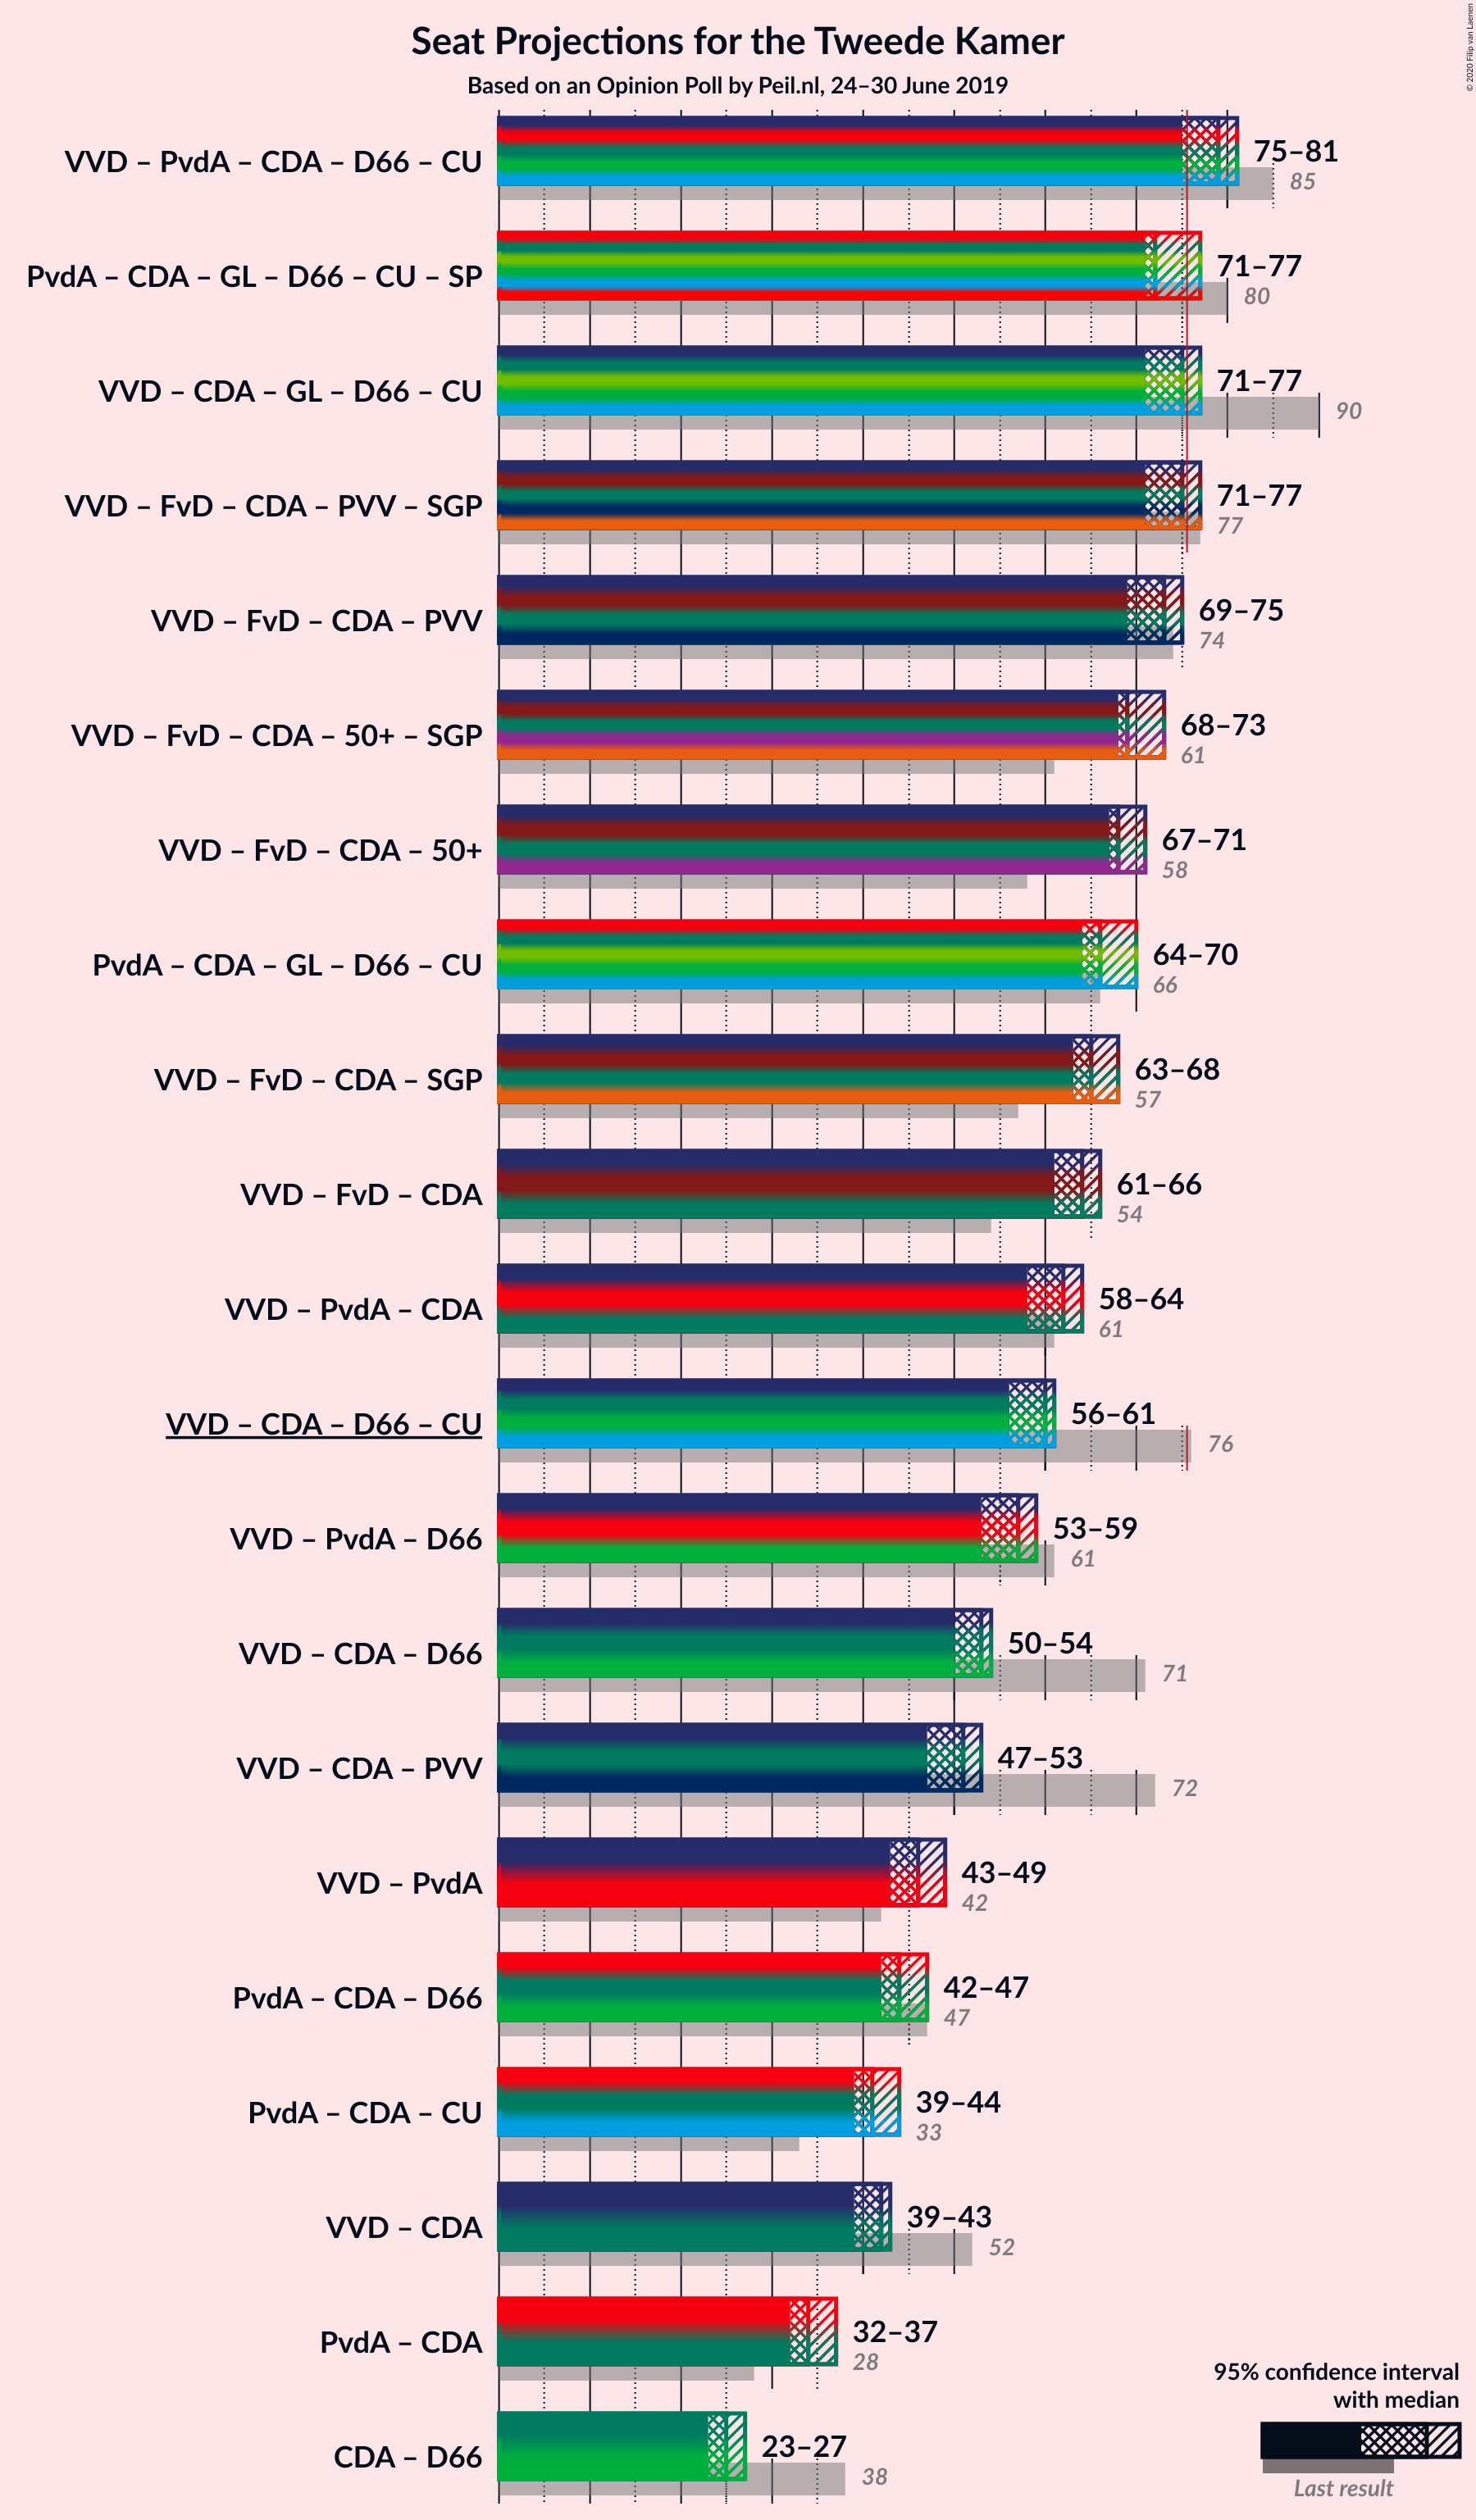 Seat Projections for the Tweede Kamer
Based on an Opinion Poll by Peil.nl, 24–30 June 2019
© 2020 Filip van Laenen
VVD – PvdA – CDA – D66 – CU
75–81
85
PvdA – CDA – GL – D66 – CU – SP
71–77
80
VVD – CDA – GL – D66 – CU
71–77
90
VVD – FvD – CDA – PVV – SGP
71–77
77
VVD – FvD – CDA – PVV
69–75
74
VVD – FvD – CDA – 50+ – SGP
68–73
61
VVD – FvD – CDA – 50+
67–71
58
PvdA – CDA – GL – D66 – CU
64–70
66
VVD – FvD – CDA – SGP
63–68
57
VVD – FvD – CDA
61–66
54
VVD – PvdA – CDA
58–64
61
VVD – CDA – D66 – CU
56–61
76
VVD – PvdA – D66
53–59
61
VVD – CDA – D66
50–54
71
VVD – CDA – PVV
47–53
72
VVD – PvdA
43–49
42
PvdA – CDA – D66
42–47
47
PvdA – CDA – CU
39–44
33
VVD – CDA
39–43
52
PvdA – CDA
32–37
28
CDA – D66
23–27
38
95% confidence interval
with median
Last result